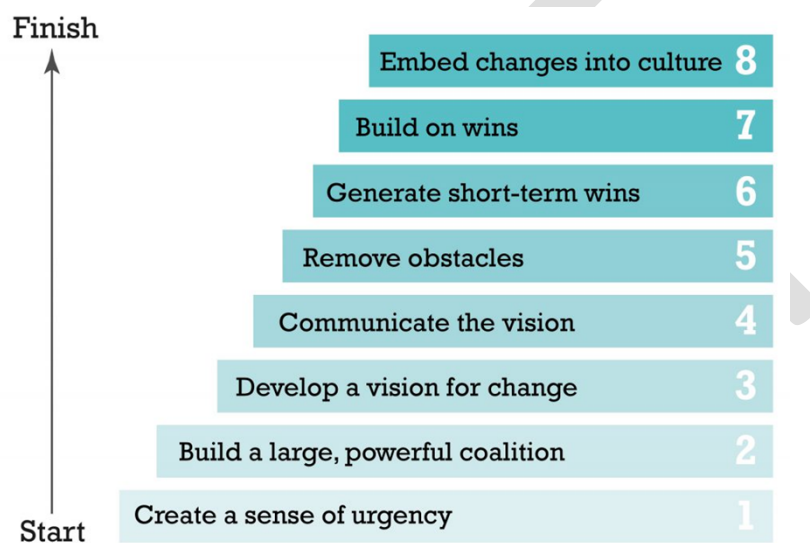 Finish
Embed changes into culture 8
Build on wins 7
Generate short-term wins 6
Remove obstacles 5
Communicate the vision 4
Develop a vision for change 3
Build a large, powerful coalition 2
Create a sense of urgency 1
Start